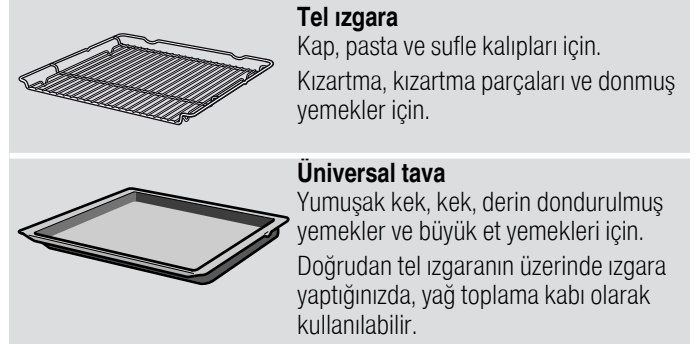 Tel ızgara
Kap, pasta ve sufle kalıpları için.
Kızartma, kızartma parçaları ve donmuş
yemekler için.
Üniversal tava
Yumuşak kek, kek, derin dondurulmuş
yemekler ve büyük et yemekleri için.
Doğrudan tel ızgaranın üzerinde ızgara
yaptığınızda, yağ toplama kabı olarak
kullanılabilir.